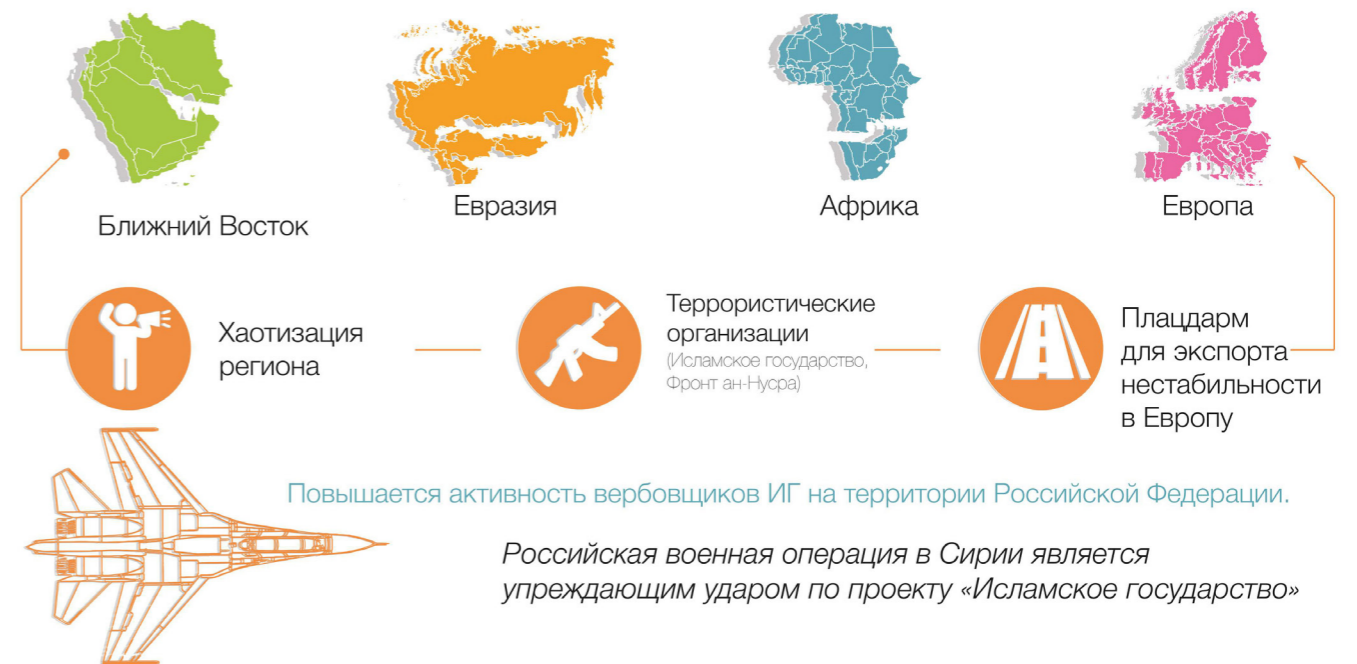 Ближний Восток
Евразия
Африка
Европа
Хаотизация
региона
Террористические
организации
(Исламское государство,
Фронт ан-Нусра)
Плацдарм
для экспорта
нестабильности
в Европу
Повышается активность вербовщиков ИГ на территории Российской Федерации.
Российская военная операция в Сирии является
упреждающим ударом по проекту «Исламское государство»